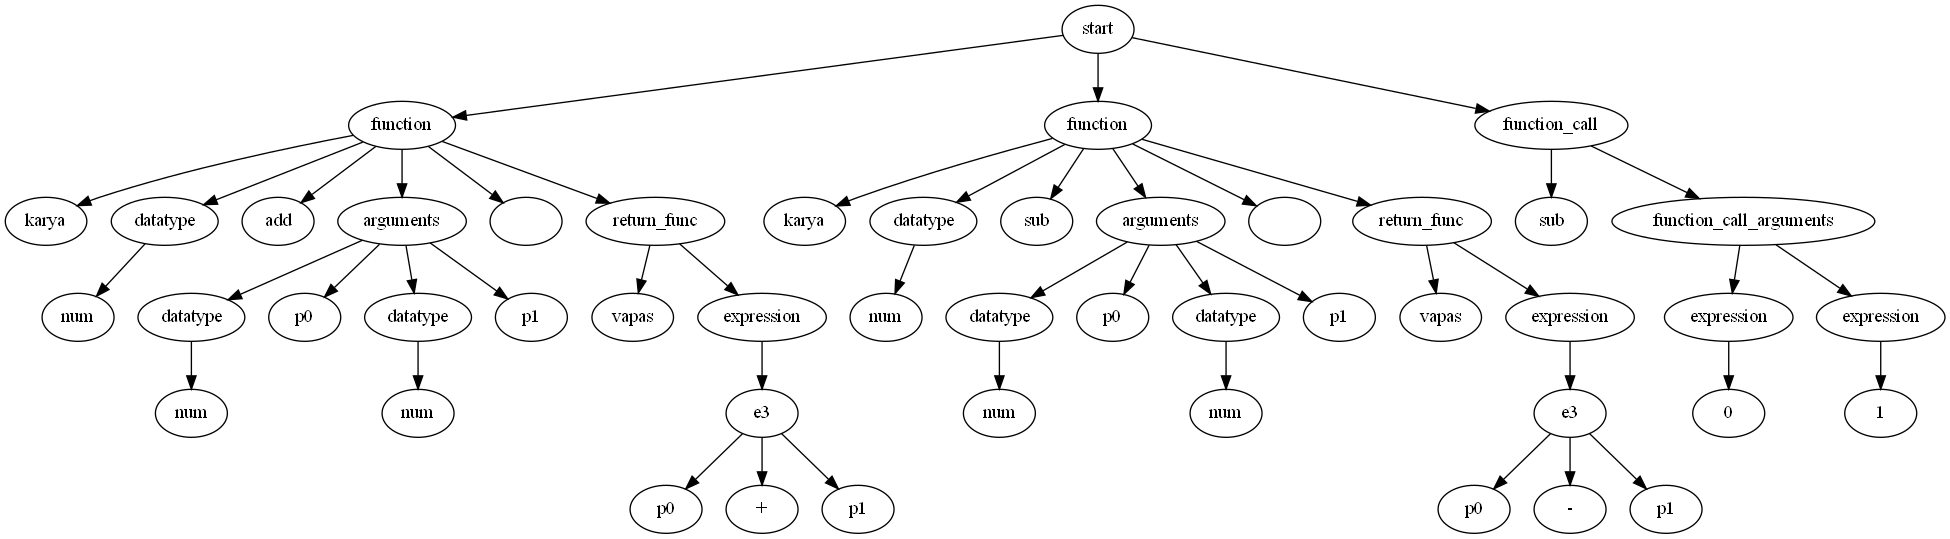 start
function function function_call
karya datatype add arguments return_func karya datatype sub arguments return_func sub function_call_arguments
num datatype p0 datatype p1 vapas expression num datatype p0 datatype p1 vapas expression expression expression
num num e3 num num e3 0 1
p0 + p1 p0 - p1